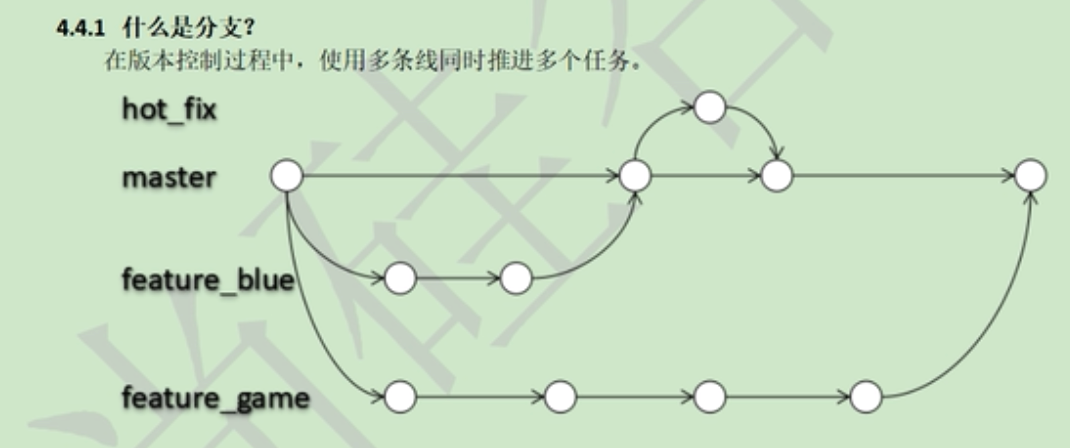 4.4.1 什么是分支?
在版本控制过程中，使用多条线同时推进多个任务。
hot_fix
master
feature_blue
feature_game